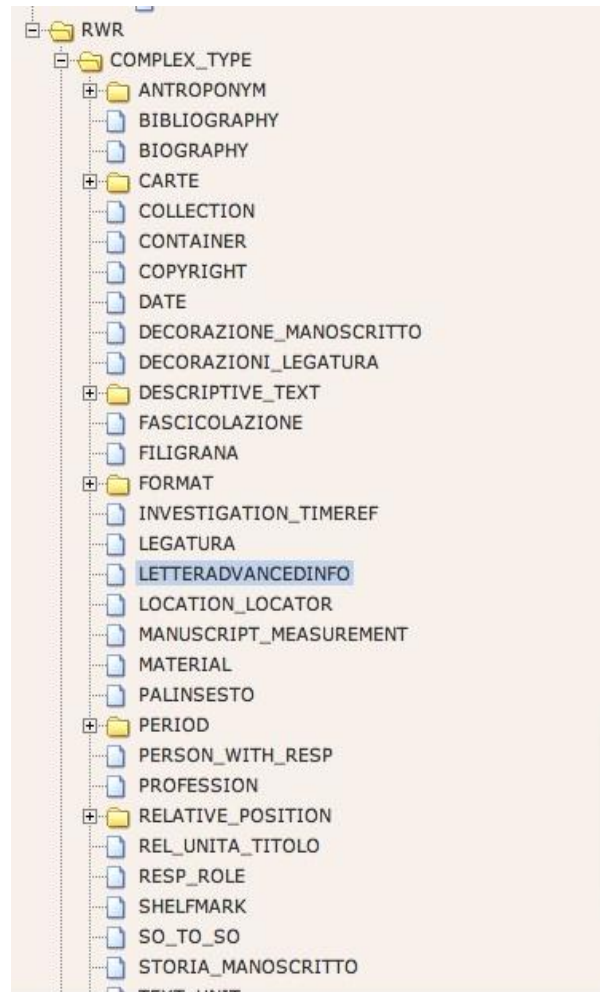 RWR
COMPLEX_TYPE
ANTROPONYM
BIBLIOGRAPHY
BIOGRAPHY
CARTE
COLLECTION
CONTAINER
COPYRIGHT
DATE
DECORAZIONE_MANOSCRITTO
DECORAZIONI_LEGATURA
DESCRIPTIVE_TEXT
FASCICOLAZIONE
FILIGRANA
FORMAT
INVESTIGATION_TIMEREF
LEGATURA
LETTERADVANCEDINFO
LOCATION_LOCATOR
MANUSCRIPT_MEASUREMENT
MATERIAL
PALINSESTO
PERIOD
PERSON_WITH_RESP
PROFESSION
RELATIVE_POSITION
REL_UNITA_TITOLO
RESP_ROLE
SHELFMARK
SO_TO_SO
STORIA_MANOSCRITTO